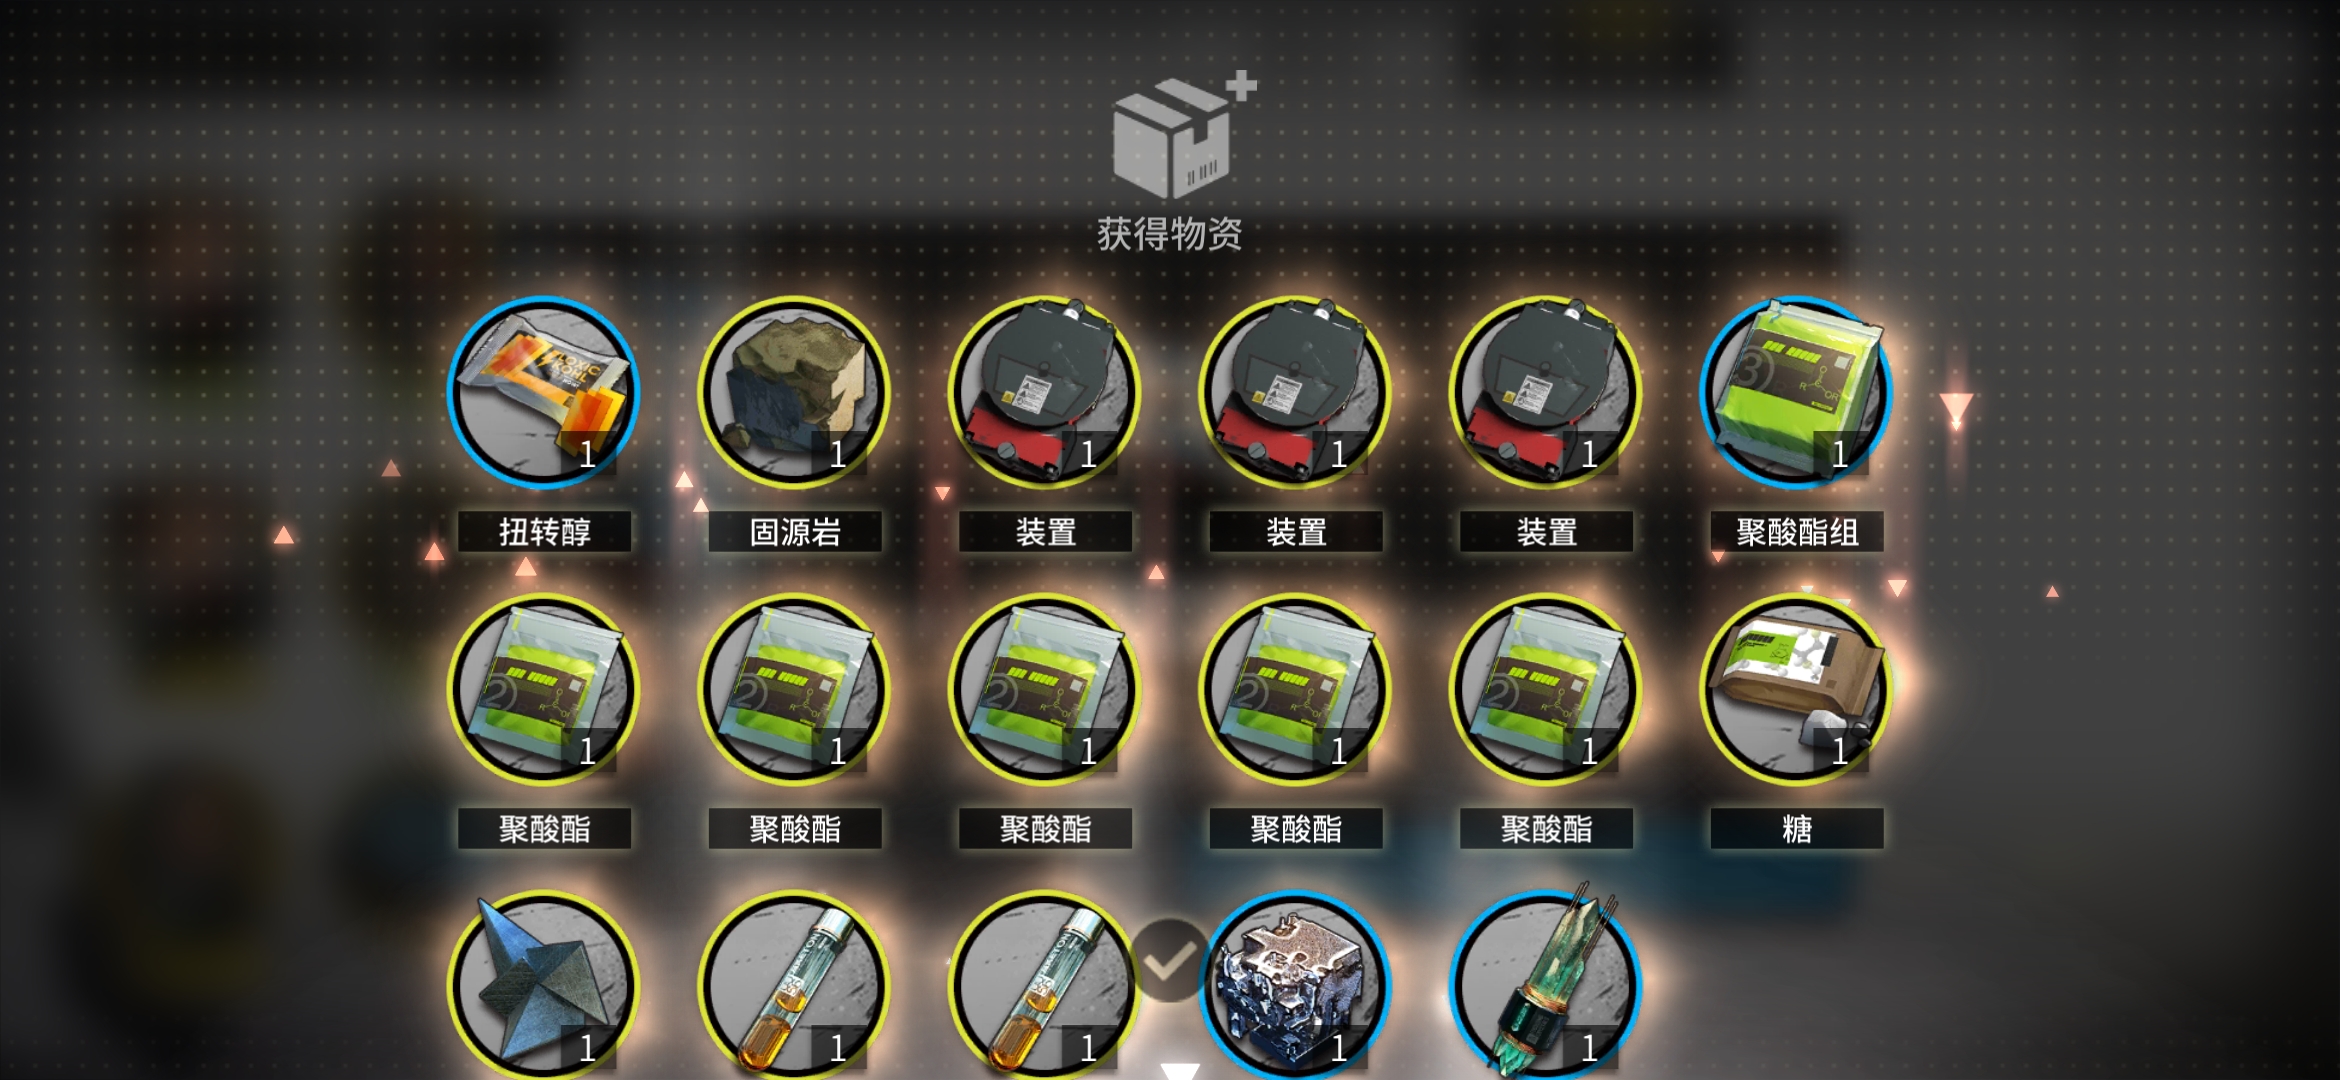 获得物资
1 1 1 1 1 1
扭转醇 固源岩 装置 装置 装置 聚酸酯组
1 1 1 1 1 1
聚酸酯 聚酸酯 聚酸酯 聚酸酯 聚酸酯 糖
1 1 1 1 1